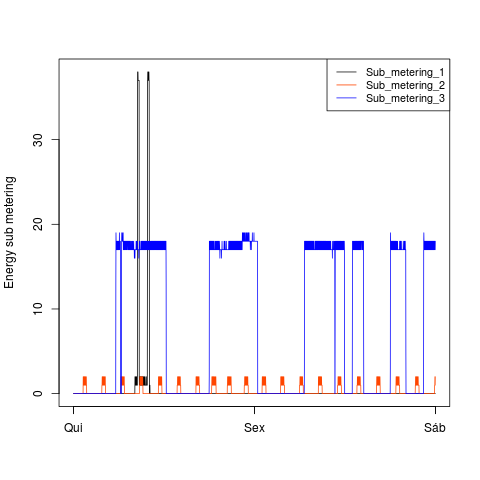 Sub_metering_1
Sub_metering_2
Sub_metering_3
Energy sub metering
30
20
10
0
Qui
Sex
Sáb